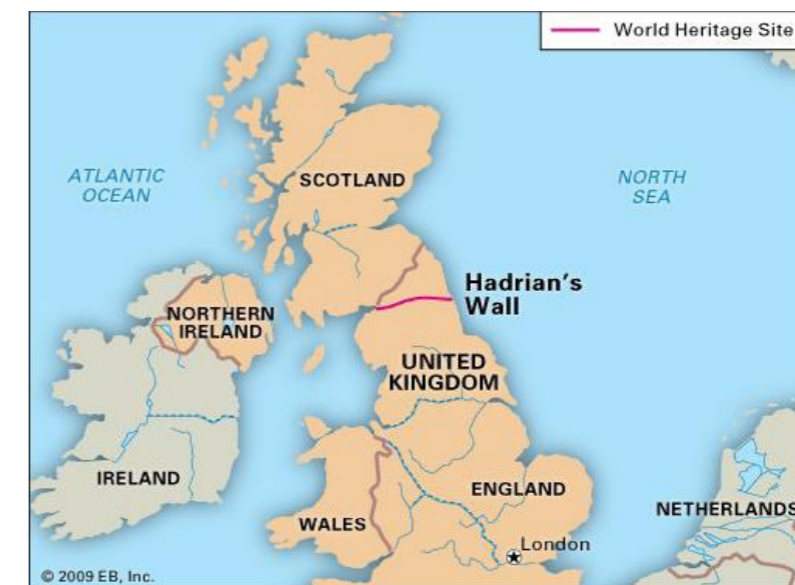 World Heritage Site
ATLANTIC
OCEAN
SCOTLAND
NORTH
SEA
Hadrian's
Wall
NORTHERN
IRELAND
UNITED
KINGDOM
IRELAND
ENGLAND
WALES
NETHERLANDS
London
© 2009 EB, Inc.